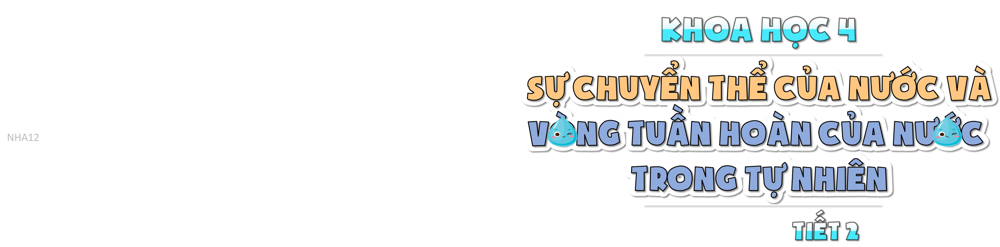 KHOA HỌC 4
SỰ CHUYỂN THỂ CỦA NƯỚC VÀ
VÒNG TUẦN HOÀN CỦA NƯỚC
TRONG TỰ NHIÊN
NHA12
TIẾT 2